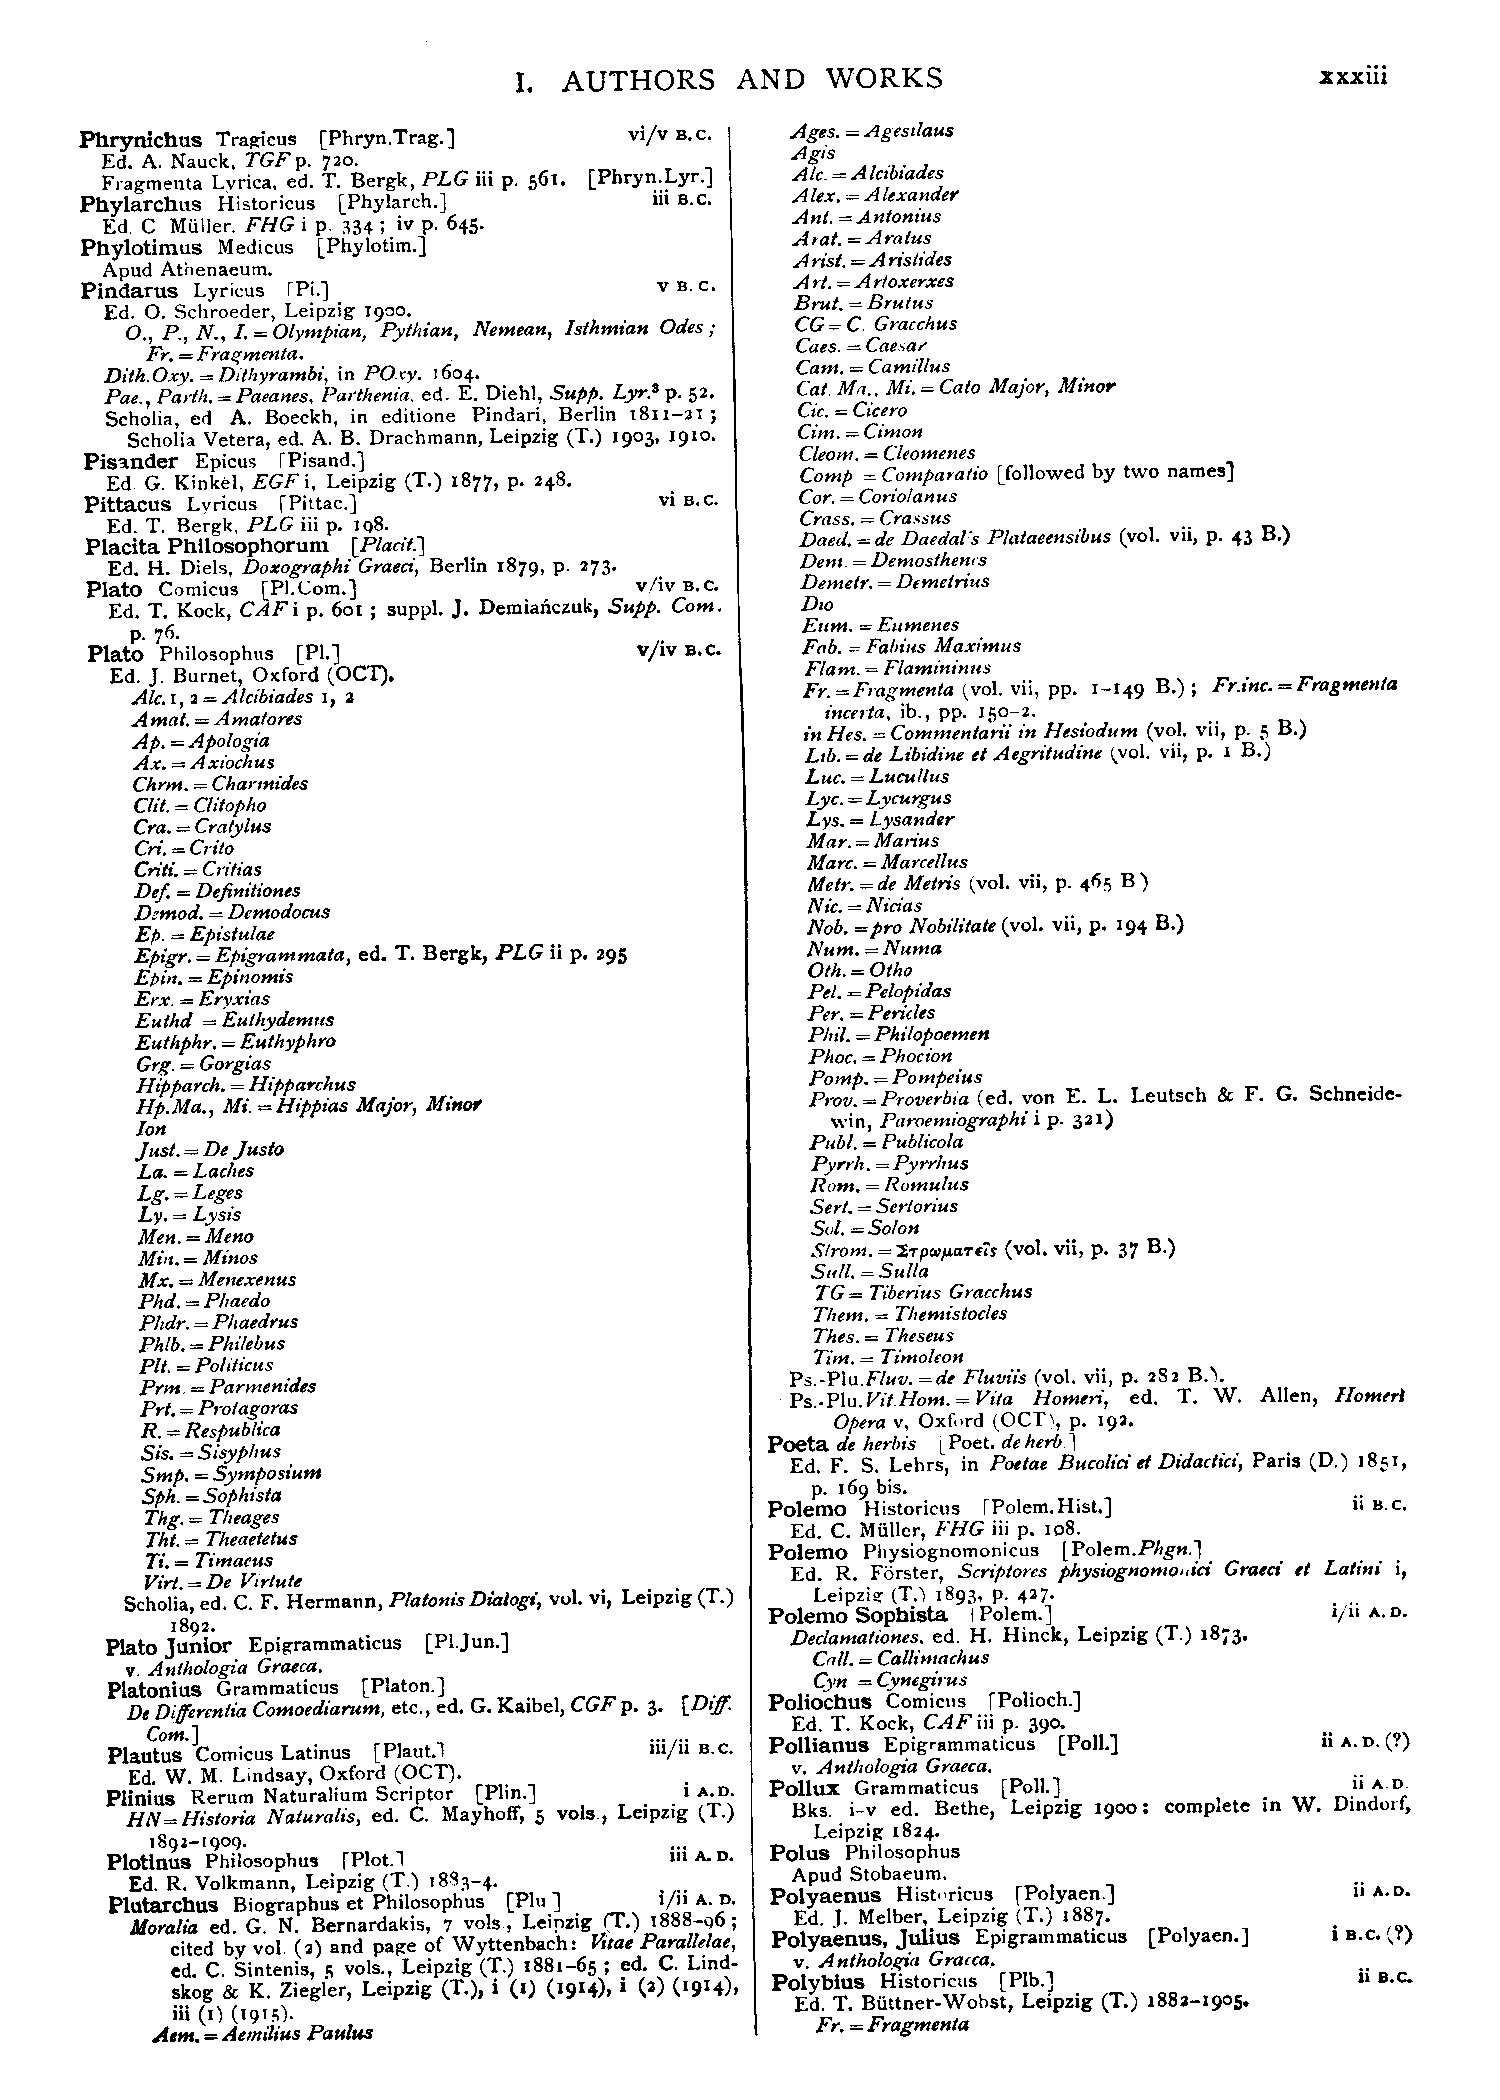 I. AUTHORS AND WORKS
xxxiii
Phrynichus Tragicus [Phryn.Trag.] vi/v B.C.
Ed. A. Nauck, TGF p. 720.
Fragmenta Lyrica, ed. T. Bergk, PLG iii p. 561. [Phryn.Lyr.]
Phylarchus Historicus [Phylarch.] iii B.C.
Ed. C Müller. FHG i p. 334; iv p. 645.
Phylotimus Medicus [Phylotim.]
Apud Athenaeum.
Pindarus Lyricus [Pi.] v B.C.
Ed. O. Schroeder, Leipzig 1900.
O., P., N., I. = Olympian, Pythian, Nemean, Isthmian Odes;
Fr. = Fragmenta.
Dith.Oxy. = Dithyrambi, in POxy. 1604.
Pae., Parth. = Paeanes, Parthenia, ed. E. Diehl, Supp. Lyr.³ p. 52.
Scholia, ed A. Boeckh, in editione Pindari, Berlin 1811-21;
Scholia Vetera, ed. A. B. Drachmann, Leipzig (T.) 1903, 1910.
Pisander Epicus [Pisand.]
Ed. G. Kinkel, EGF i, Leipzig (T.) 1877, p. 248.
Pittacus Lyricus [Pittac.] vi B.C.
Ed. T. Bergk, PLG iii p. 198.
Placita Philosophorum [Placit.]
Ed. H. Diels, Doxographi Graeci, Berlin 1879, p. 273.
Plato Comicus [Pl.Com.] v/iv B.C.
Ed. T. Kock, CAF i p. 601; suppl. J. Demiańczuk, Supp. Com.
p. 76.
Plato Philosophus [Pl.] v/iv B.C.
Ed. J. Burnet, Oxford (OCT).
Alc. 1, 2 = Alcibiades 1, 2
Amat. = Amatores
Ap. = Apologia
Ax. = Axiochus
Chrm. = Charmides
Clit. = Clitopho
Cra. = Cratylus
Cri. = Crito
Criti. = Critias
Def. = Definitiones
Demod. = Demodocus
Ep. = Epistulae
Epigr. = Epigrammata, ed. T. Bergk, PLG ii p. 295
Epin. = Epinomis
Erx. = Eryxias
Euthd = Euthydemus
Euthphr. = Euthyphro
Grg. = Gorgias
Hipparch. = Hipparchus
Hp.Ma., Mi. = Hippias Major, Minor
Ion
Just. = De Justo
La. = Laches
Lg. = Leges
Ly. = Lysis
Men. = Meno
Min. = Minos
Mx. = Menexenus
Phd. = Phaedo
Phdr. = Phaedrus
Phlb. = Philebus
Plt. = Politicus
Prm. = Parmenides
Prt. = Protagoras
R. = Respublica
Sis. = Sisyphus
Smp. = Symposium
Sph. = Sophista
Thg. = Theages
Tht. = Theaetetus
Ti. = Timaeus
Virt. = De Virtute
Scholia, ed. C. F. Hermann, Platonis Dialogi, vol. vi, Leipzig (T.)
1892.
Plato Junior Epigrammaticus [Pl.Jun.]
v. Anthologia Graeca.
Platonius Grammaticus [Platon.]
De Differentia Comoediarum, etc., ed. G. Kaibel, CGF p. 3. [Diff.
Com.]
Plautus Comicus Latinus [Plaut.] iii/ii B.C.
Ed. W. M. Lindsay, Oxford (OCT).
Plinius Rerum Naturalium Scriptor [Plin.] i A.D.
HN = Historia Naturalis, ed. C. Mayhoff, 5 vols., Leipzig (T.)
1892-1909.
Plotinus Philosophus [Plot.] iii A.D.
Ed. R. Volkmann, Leipzig (T.) 1883-4.
Plutarchus Biographus et Philosophus [Plu ] i/ii A.D.
Moralia ed. G. N. Bernardakis, 7 vols., Leipzig (T.) 1888-96;
cited by vol. (2) and page of Wyttenbach: Vitae Parallelae,
ed. C. Sintenis, 5 vols., Leipzig (T.) 1881-65; ed. C. Lind-
skog & K. Ziegler, Leipzig (T.), i (1) (1914), i (2) (1914),
iii (1) (1915).
Aem. = Aemilius Paulus
Ages. = Agesilaus
Agis
Alc. = Alcibiades
Alex. = Alexander
Ant. = Antonius
Arat. = Aratus
Arist. = Aristides
Art. = Artoxerxes
Brut. = Brutus
CG = C. Gracchus
Caes. = Caesar
Cam. = Camillus
Cat. Ma., Mi. = Cato Major, Minor
Cic. = Cicero
Cim. = Cimon
Cleom. = Cleomenes
Comp = Comparatio [followed by two names]
Cor. = Coriolanus
Crass. = Crassus
Daed. = de Daedalis Plataeensibus (vol. vii, p. 43 B.)
Dem. = Demosthenes
Demetr. = Demetrius
Dio
Eum. = Eumenes
Fab. = Fabius Maximus
Flam. = Flamininus
Fr. = Fragmenta (vol. vii, pp. 1-149 B.); Fr.inc. = Fragmenta
incerta, ib., pp. 150-2.
in Hes. = Commentarii in Hesiodum (vol. vii, p. 5 B.)
Lib. = de Libidine et Aegritudine (vol. vii, p. 1 B.)
Luc. = Lucullus
Lyc. = Lycurgus
Lys. = Lysander
Mar. = Marius
Marc. = Marcellus
Metr. = de Metris (vol. vii, p. 465 B)
Nic. = Nicias
Nob. = pro Nobilitate (vol. vii, p. 194 B.)
Num. = Numa
Oth. = Otho
Pel. = Pelopidas
Per. = Pericles
Phil. = Philopoemen
Phoc. = Phocion
Pomp. = Pompeius
Prov. = Proverbia (ed. von E. L. Leutsch & F. G. Schneide-
win, Paroemiographi i p. 321)
Publ. = Publicola
Pyrrh. = Pyrrhus
Rom. = Romulus
Sert. = Sertorius
Sol. = Solon
Strom. = Στρωματεῖς (vol. vii, p. 37 B.)
Sull. = Sulla
TG = Tiberius Gracchus
Them. = Themistocles
Thes. = Theseus
Tim. = Timoleon
Ps.-Plu.Fluv. = de Fluviis (vol. vii, p. 282 B.).
Ps.-Plu.Vit.Hom. = Vita Homeri, ed. T. W. Allen, Homeri
Opera v, Oxford (OCT), p. 192.
Poeta de herbis [Poet. de herb.]
Ed. F. S. Lehrs, in Poetae Bucolici et Didactici, Paris (D.) 1851,
p. 169 bis.
Polemo Historicus [Polem.Hist.] ii B.C.
Ed. C. Müller, FHG iii p. 108.
Polemo Physiognomonicus [Polem.Phgn.]
Ed. R. Förster, Scriptores physiognomonici Graeci et Latini i,
Leipzig (T.) 1893, p. 427.
Polemo Sophista [Polem.] i/ii A.D.
Declamationes, ed. H. Hinck, Leipzig (T.) 1873.
Call. = Callimachus
Cyn = Cynegirus
Poliochus Comicus [Polioch.]
Ed. T. Kock, CAF iii p. 390.
Pollianus Epigrammaticus [Poll.] ii A.D. (?)
v. Anthologia Graeca.
Pollux Grammaticus [Poll.] ii A.D.
Bks. i-v ed. Bethe, Leipzig 1900: complete in W. Dindorf,
Leipzig 1824.
Polus Philosophus
Apud Stobaeum.
Polyaenus Historicus [Polyaen.] ii A.D.
Ed. J. Melber, Leipzig (T.) 1887.
Polyaenus, Julius Epigrammaticus [Polyaen.] i B.C. (?)
v. Anthologia Graeca.
Polybius Historicus [Plb.] ii B.C.
Ed. T. Büttner-Wobst, Leipzig (T.) 1882-1905.
Fr. = Fragmenta